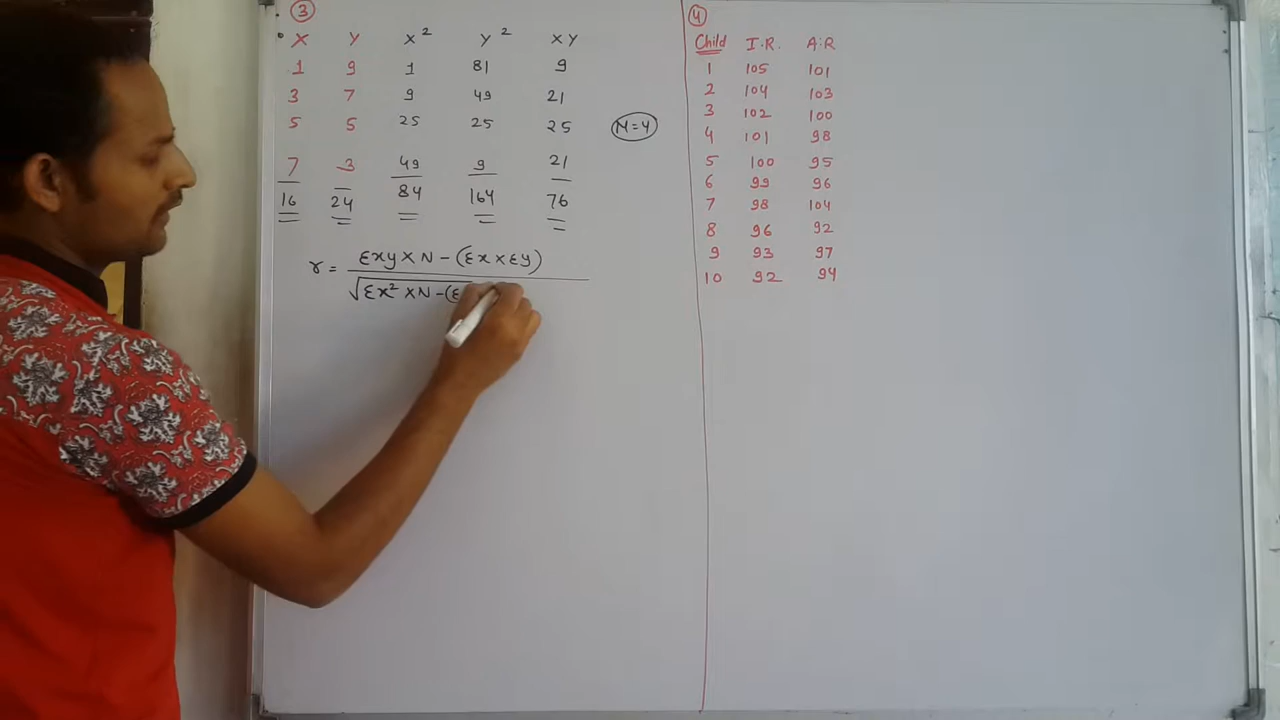 3
X Y X² Y² XY
1 9 1 81 9
3 7 9 49 21
5 5 25 25 25
N=4
7 3 49 9 21
16 24 84 164 76
r = Σxy × N - (Σx × Σy)
√Σx² × N - (Σ
4
Child I.R. A.R
1 105 101
2 104 103
3 102 100
4 101 98
5 100 95
6 99 96
7 98 104
8 96 92
9 93 97
10 92 94